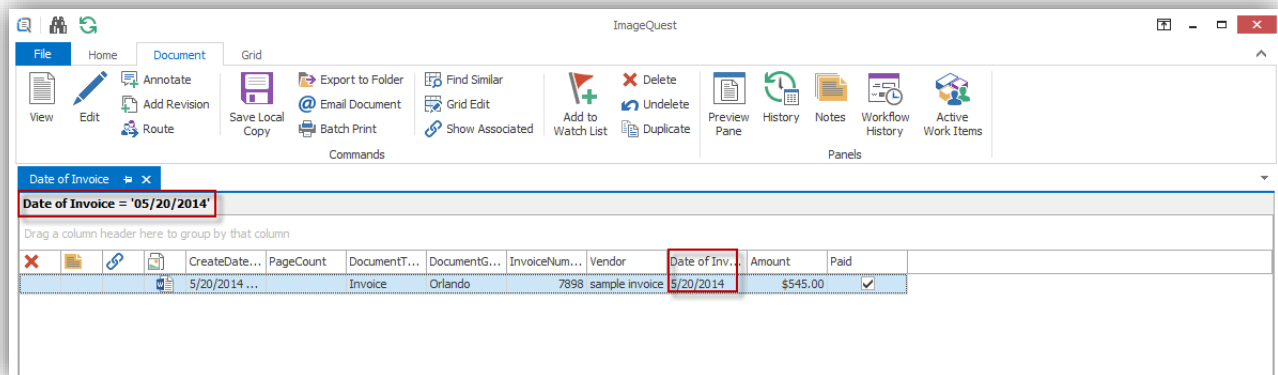 ImageQuest
File Home Document Grid
View Edit Annotate Add Revision Route Save Local Copy Export to Folder Email Document Batch Print Find Similar Grid Edit Show Associated Add to Watch List Delete Undelete Duplicate Preview Pane History Notes Workflow History Active Work Items
Commands Panels
Date of Invoice
Date of Invoice = '05/20/2014'
Drag a column header here to group by that column
CreateDate... PageCount DocumentT... DocumentG... InvoiceNum... Vendor Date of Inv... Amount Paid
5/20/2014 ... Invoice Orlando 7898 sample invoice 5/20/2014 $545.00